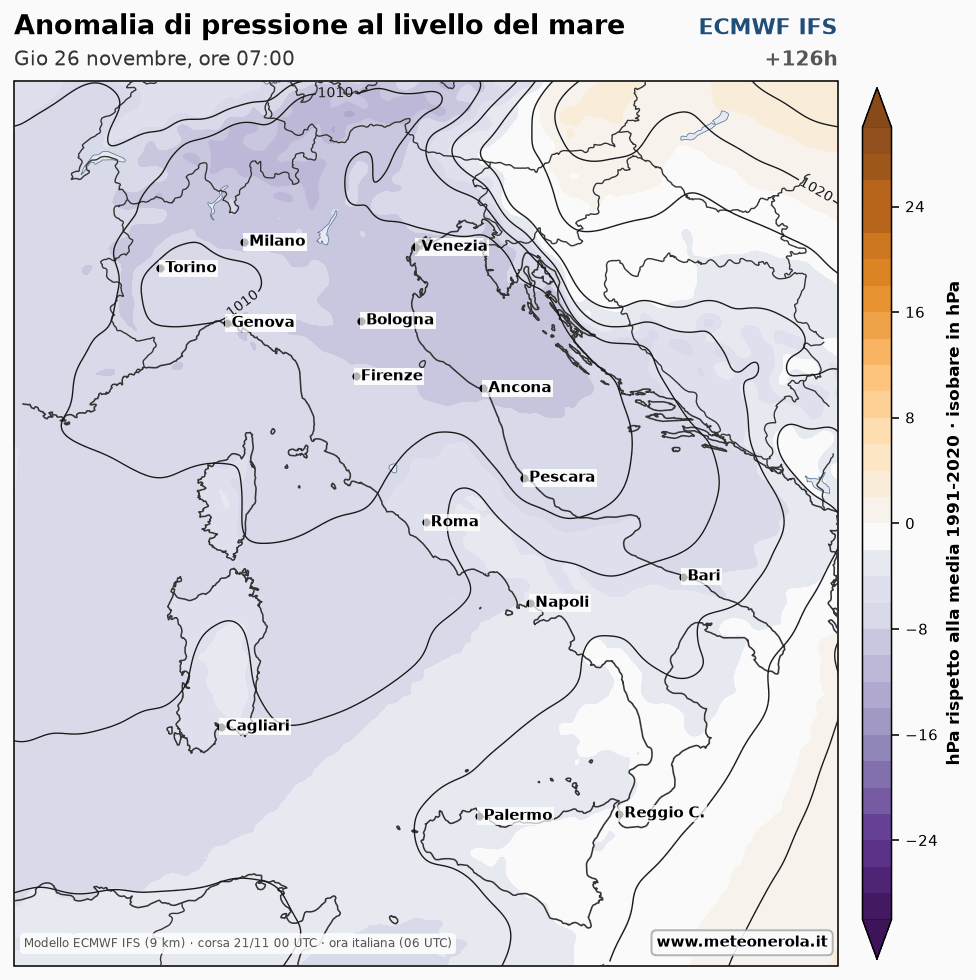 Anomalia di pressione al livello del mare
ECMWF IFS
Gio 26 novembre, ore 07:00
+126h
1010
1020
Milano
Venezia
Torino
1010
Genova
Bologna
Firenze
Ancona
Pescara
Roma
Bari
Napoli
Cagliari
Palermo
Reggio C.
24
16
8
0
−8
−16
−24
hPa rispetto alla media 1991-2020 · isobare in hPa
Modello ECMWF IFS (9 km) · corsa 21/11 00 UTC · ora italiana (06 UTC)
www.meteonerola.it